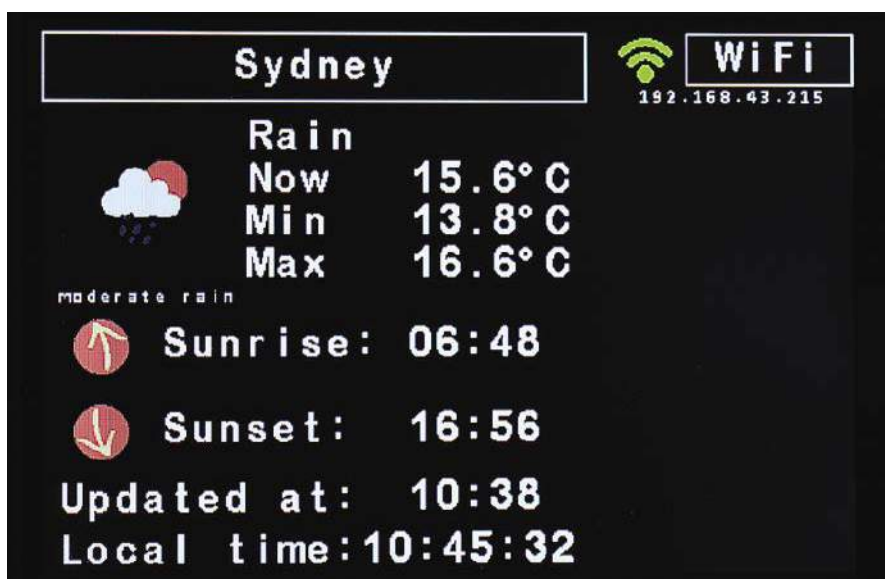 Sydney
WiFi
192.168.43.215
Rain
Now 15.6°C
Min 13.8°C
Max 16.6°C
moderate rain
Sunrise: 06:48
Sunset: 16:56
Updated at: 10:38
Local time:10:45:32